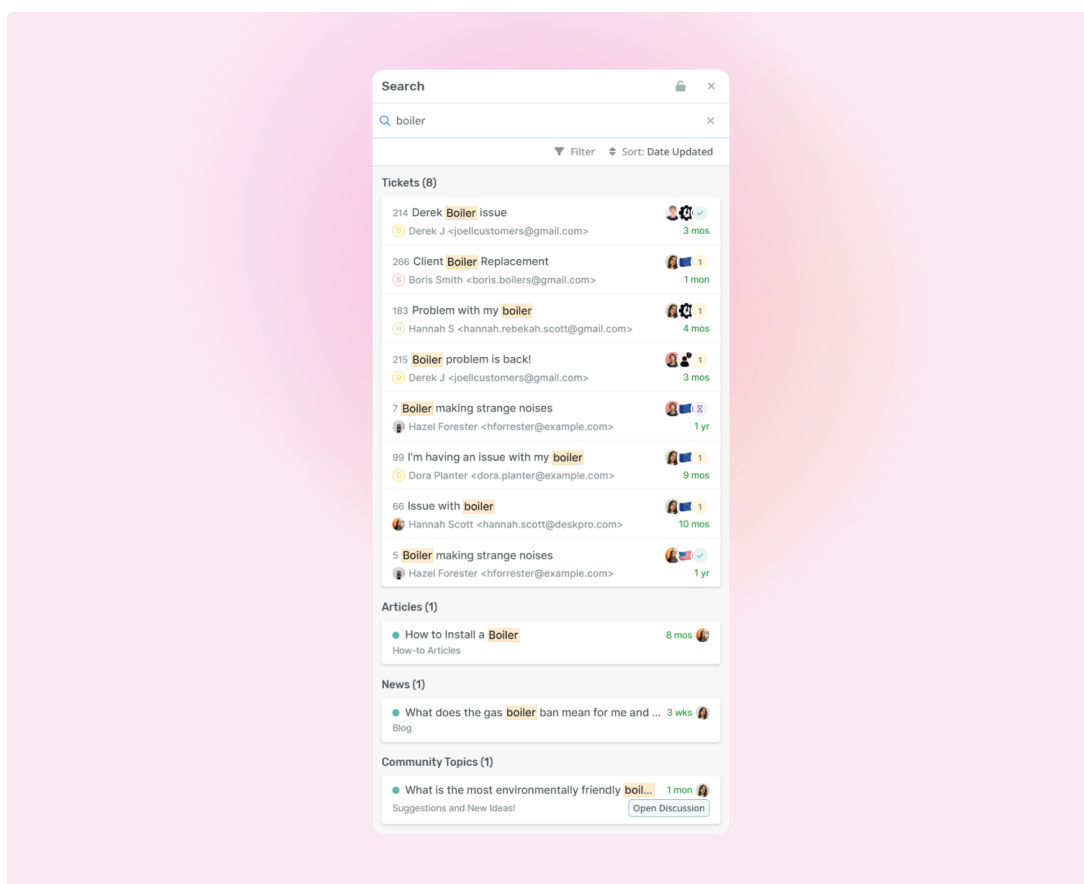 Search
boiler
Filter Sort: Date Updated
Tickets (8)
214 Derek Boiler issue
D Derek J <joellcustomers@gmail.com> 3 mos
266 Client Boiler Replacement 1
B Boris Smith <boris.boilers@gmail.com> 1 mon
183 Problem with my boiler 1
H Hannah S <hannah.rebekah.scott@gmail.com> 4 mos
215 Boiler problem is back! 1
D Derek J <joellcustomers@gmail.com> 3 mos
7 Boiler making strange noises
Hazel Forester <hforrester@example.com> 1 yr
99 I'm having an issue with my boiler 1
D Dora Planter <dora.planter@example.com> 9 mos
66 Issue with boiler 1
Hannah Scott <hannah.scott@deskpro.com> 10 mos
5 Boiler making strange noises
Hazel Forester <hforrester@example.com> 1 yr
Articles (1)
How to Install a Boiler 8 mos
How-to Articles
News (1)
What does the gas boiler ban mean for me and ... 3 wks
Blog
Community Topics (1)
What is the most environmentally friendly boil... 1 mon
Suggestions and New Ideas! Open Discussion